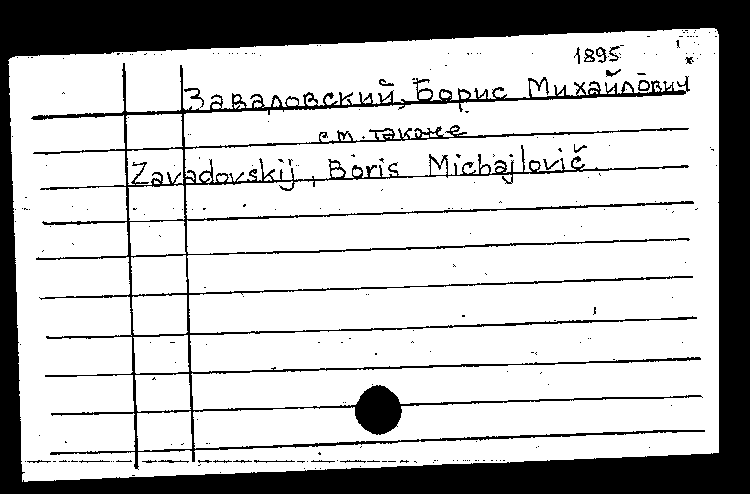 1895
Завадовский, Борис Михайлович
см. также
Zavadovskij, Boris Michajlovič.